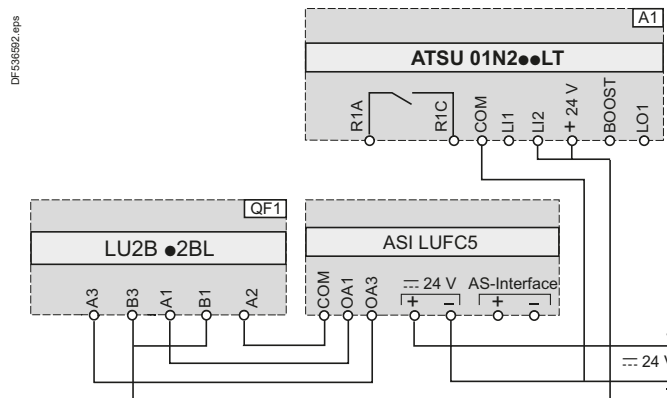 DF536592.eps
A1
ATSU 01N2●●LT
R1A
R1C
COM
LI1
LI2
+ 24 V
BOOST
LO1
QF1
LU2B ●2BL
A3
B3
A1
B1
A2
ASI LUFC5
COM
OA1
OA3
24 V
AS-Interface
+ – + –
24 V